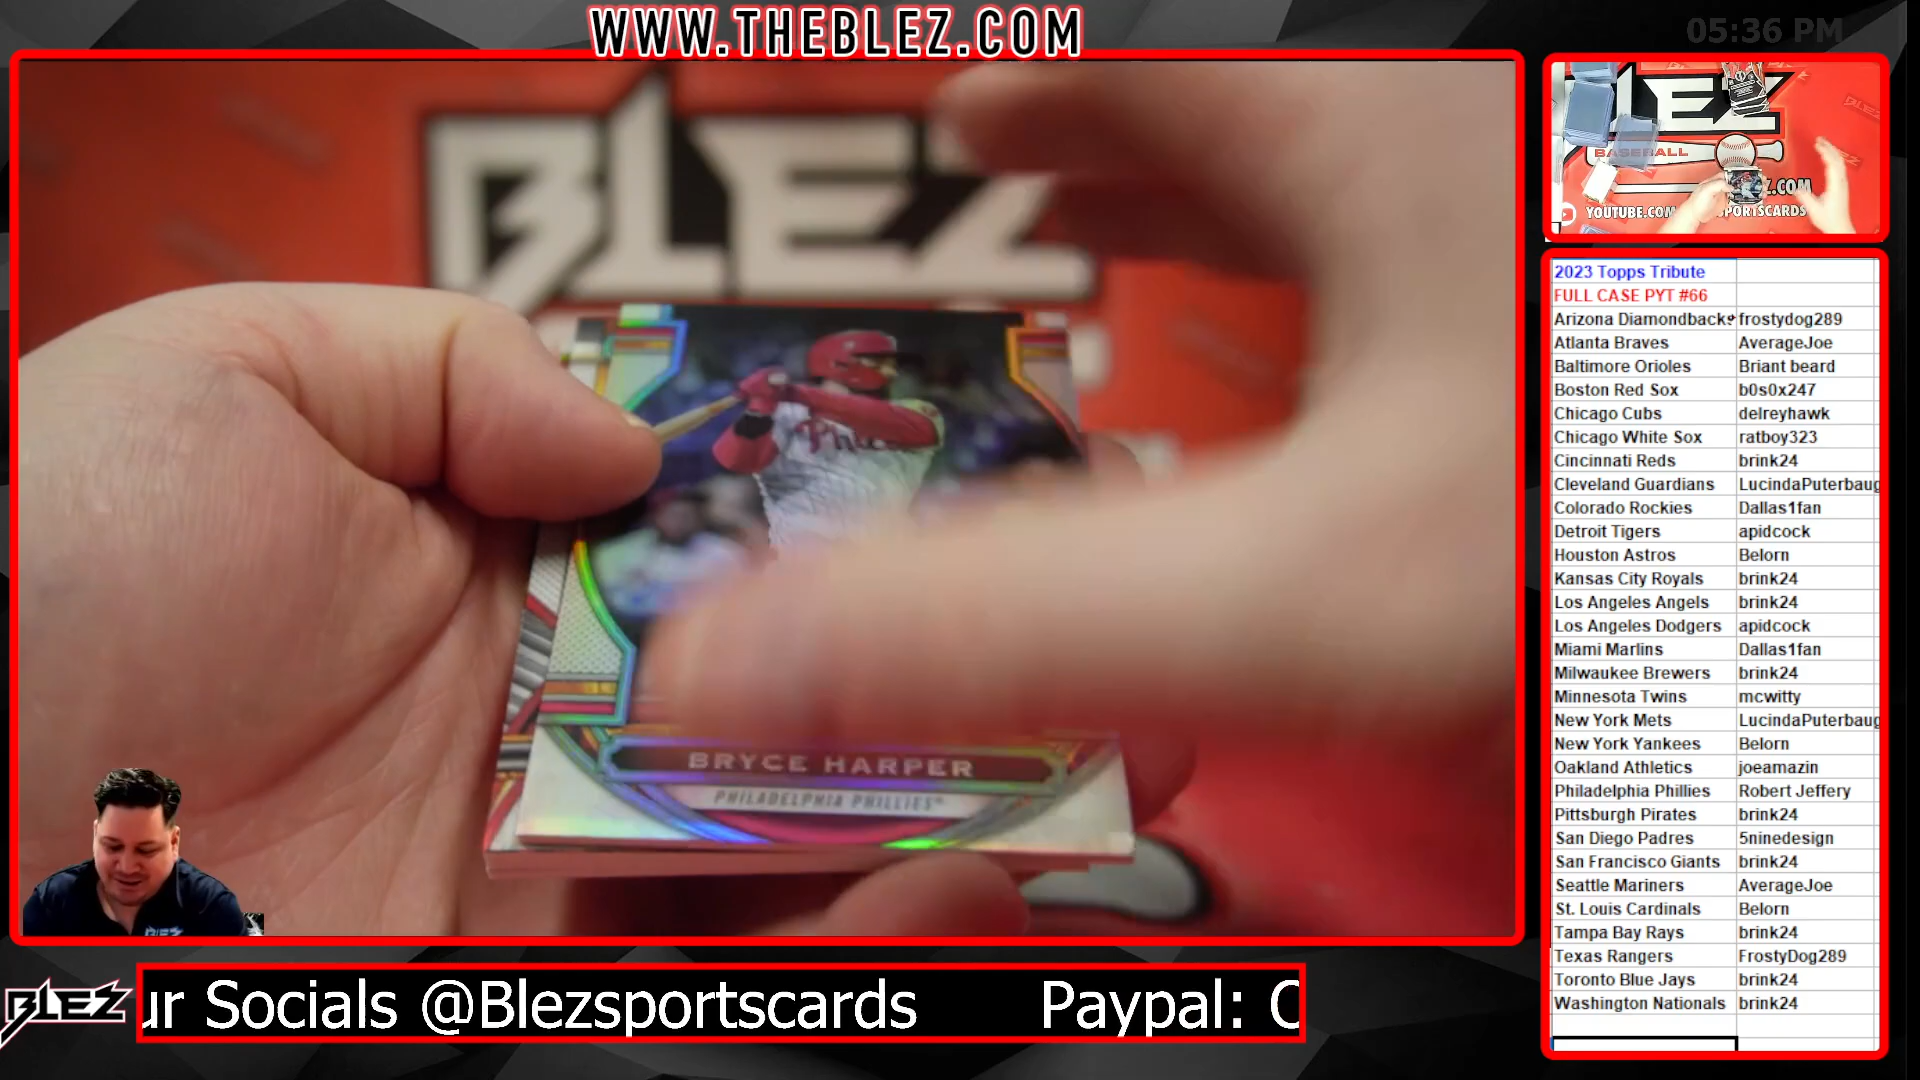 WWW.THEBLEZ.COM
05:36 PM
BLEZ
Phil
BRYCE HARPER
PHILADELPHIA PHILLIES
BLEZ
LEZ
BASEBALL
Z.COM
YOUTUBE.COM
SPORTSCARDS
2023 Topps Tribute
FULL CASE PYT #66
Arizona Diamondbacks frostydog289
Atlanta Braves AverageJoe
Baltimore Orioles Briant beard
Boston Red Sox b0s0x247
Chicago Cubs delreyhawk
Chicago White Sox ratboy323
Cincinnati Reds brink24
Cleveland Guardians LucindaPuterbaug
Colorado Rockies Dallas1fan
Detroit Tigers apidcock
Houston Astros Belorn
Kansas City Royals brink24
Los Angeles Angels brink24
Los Angeles Dodgers apidcock
Miami Marlins Dallas1fan
Milwaukee Brewers brink24
Minnesota Twins mcwitty
New York Mets LucindaPuterbaug
New York Yankees Belorn
Oakland Athletics joeamazin
Philadelphia Phillies Robert Jeffery
Pittsburgh Pirates brink24
San Diego Padres 5ninedesign
San Francisco Giants brink24
Seattle Mariners AverageJoe
St. Louis Cardinals Belorn
Tampa Bay Rays brink24
Texas Rangers FrostyDog289
Toronto Blue Jays brink24
Washington Nationals brink24
BLEZ
ur Socials @Blezsportscards Paypal: C